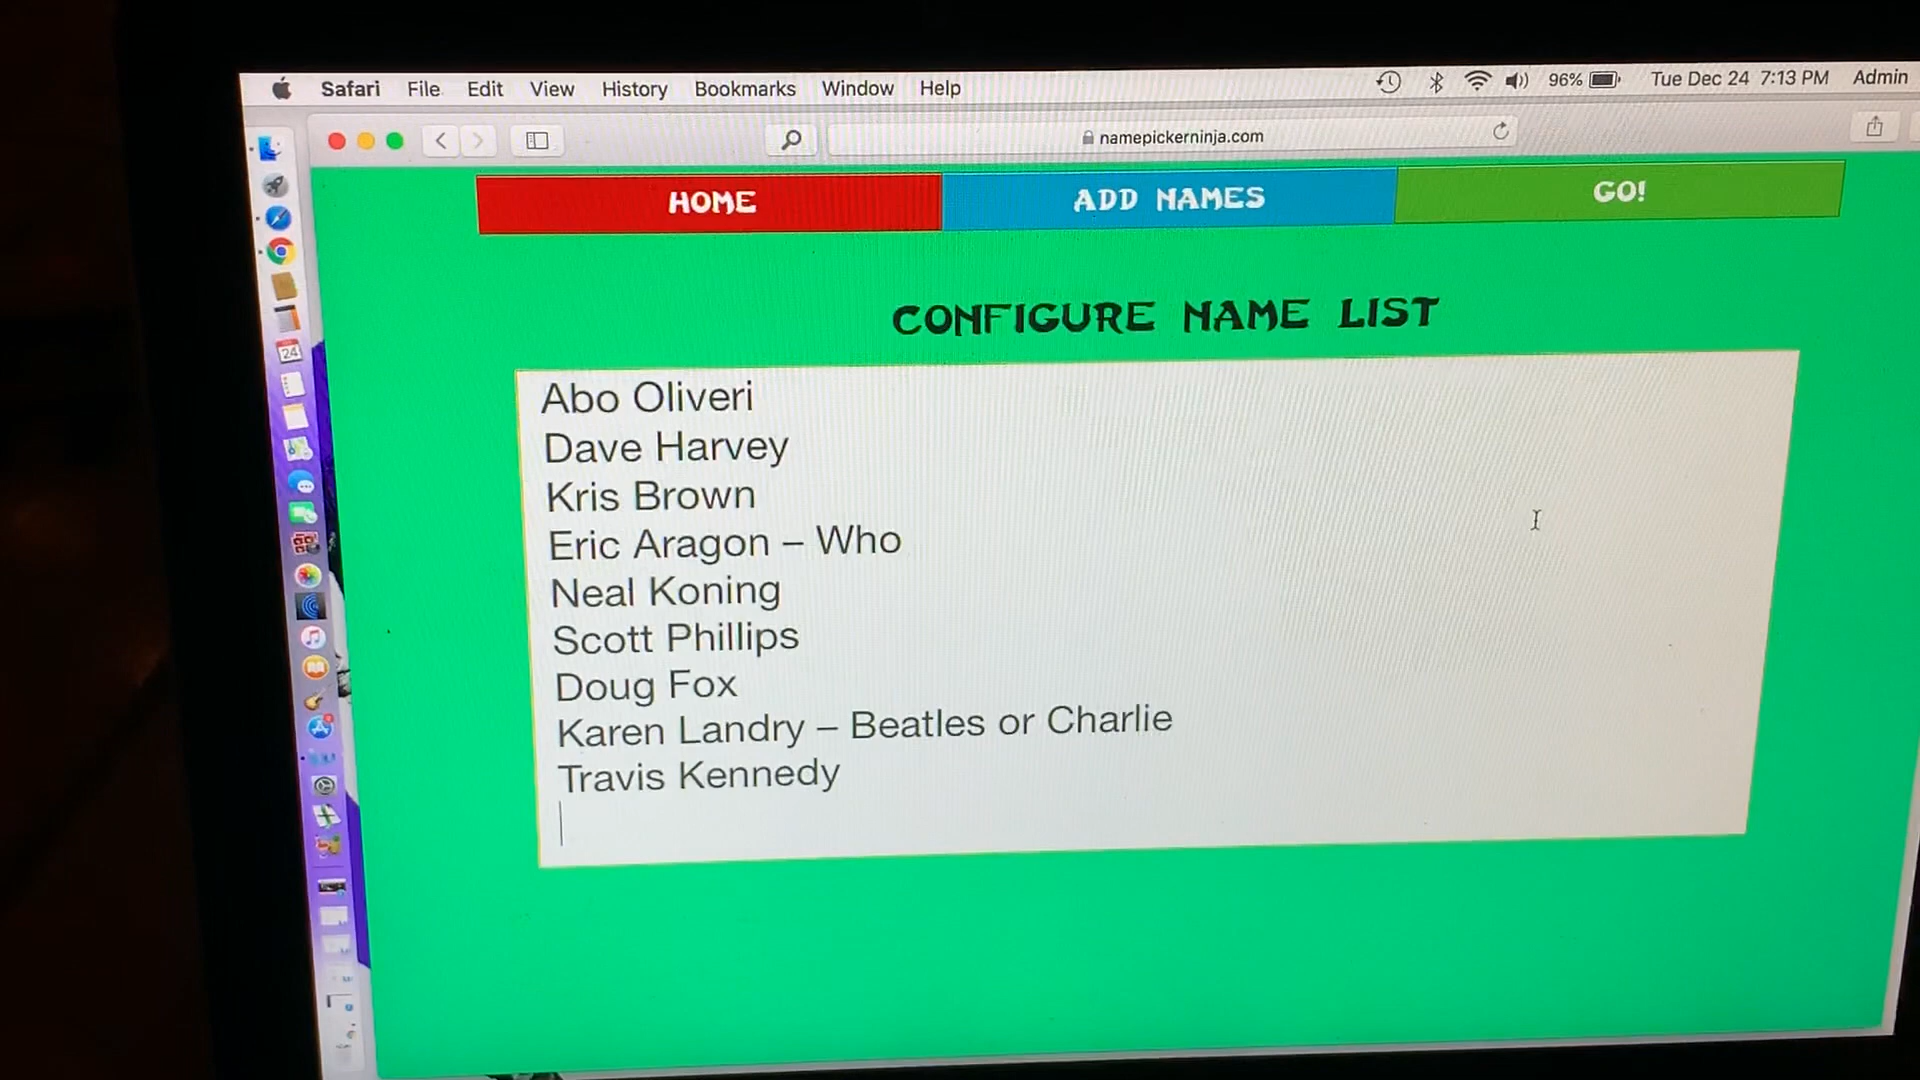 Safari File Edit View History Bookmarks Window Help 96% Tue Dec 24 7:13 PM Admin
namepickerninja.com
HOME ADD NAMES GO!
CONFIGURE NAME LIST
Abo Oliveri
Dave Harvey
Kris Brown
Eric Aragon – Who
Neal Koning
Scott Phillips
Doug Fox
Karen Landry – Beatles or Charlie
Travis Kennedy
24